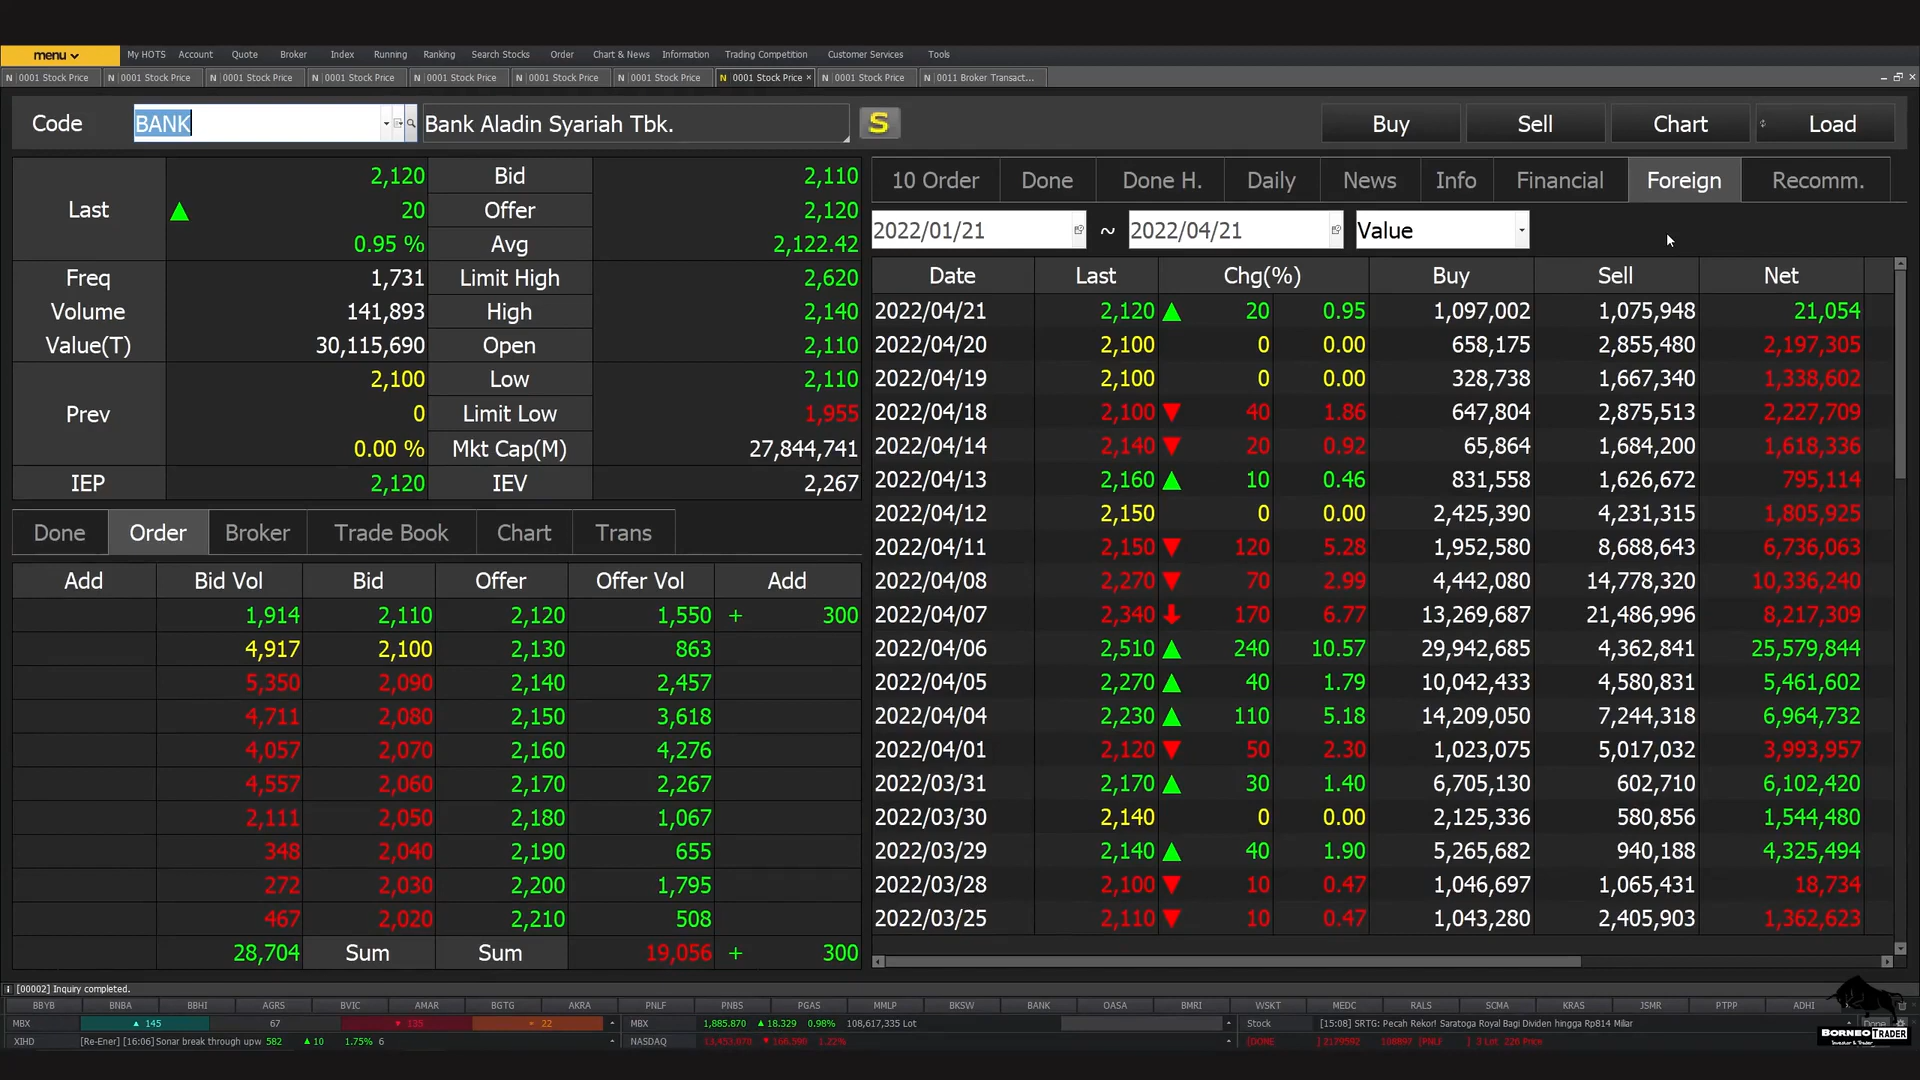 menu My HOTS Account Quote Broker Index Running Ranking Search Stocks Order Chart & News Information Trading Competition Customer Services Tools
N 0001 Stock Price N 0001 Stock Price N 0001 Stock Price N 0001 Stock Price N 0001 Stock Price N 0001 Stock Price N 0001 Stock Price N 0001 Stock Price × N 0001 Stock Price N 0011 Broker Transact...
Code BANK Bank Aladin Syariah Tbk. S Buy Sell Chart Load
Last 2,120 Bid 2,110
▲ 20 Offer 2,120
0.95 % Avg 2,122.42
Freq 1,731 Limit High 2,620
Volume 141,893 High 2,140
Value(T) 30,115,690 Open 2,110
Prev 2,100 Low 2,110
0 Limit Low 1,955
0.00 % Mkt Cap(M) 27,844,741
IEP 2,120 IEV 2,267
Done Order Broker Trade Book Chart Trans
Add Bid Vol Bid Offer Offer Vol Add
1,914 2,110 2,120 1,550 + 300
4,917 2,100 2,130 863
5,350 2,090 2,140 2,457
4,711 2,080 2,150 3,618
4,057 2,070 2,160 4,276
4,557 2,060 2,170 2,267
2,111 2,050 2,180 1,067
348 2,040 2,190 655
272 2,030 2,200 1,795
467 2,020 2,210 508
28,704 Sum Sum 19,056 + 300
10 Order Done Done H. Daily News Info Financial Foreign Recomm.
2022/01/21 ~ 2022/04/21 Value
Date Last Chg(%) Buy Sell Net
2022/04/21 2,120 ▲ 20 0.95 1,097,002 1,075,948 21,054
2022/04/20 2,100 0 0.00 658,175 2,855,480 2,197,305
2022/04/19 2,100 0 0.00 328,738 1,667,340 1,338,602
2022/04/18 2,100 ▼ 40 1.86 647,804 2,875,513 2,227,709
2022/04/14 2,140 ▼ 20 0.92 65,864 1,684,200 1,618,336
2022/04/13 2,160 ▲ 10 0.46 831,558 1,626,672 795,114
2022/04/12 2,150 0 0.00 2,425,390 4,231,315 1,805,925
2022/04/11 2,150 ▼ 120 5.28 1,952,580 8,688,643 6,736,063
2022/04/08 2,270 ▼ 70 2.99 4,442,080 14,778,320 10,336,240
2022/04/07 2,340 ⬇ 170 6.77 13,269,687 21,486,996 8,217,309
2022/04/06 2,510 ▲ 240 10.57 29,942,685 4,362,841 25,579,844
2022/04/05 2,270 ▲ 40 1.79 10,042,433 4,580,831 5,461,602
2022/04/04 2,230 ▲ 110 5.18 14,209,050 7,244,318 6,964,732
2022/04/01 2,120 ▼ 50 2.30 1,023,075 5,017,032 3,993,957
2022/03/31 2,170 ▲ 30 1.40 6,705,130 602,710 6,102,420
2022/03/30 2,140 0 0.00 2,125,336 580,856 1,544,480
2022/03/29 2,140 ▲ 40 1.90 5,265,682 940,188 4,325,494
2022/03/28 2,100 ▼ 10 0.47 1,046,697 1,065,431 18,734
2022/03/25 2,110 ▼ 10 0.47 1,043,280 2,405,903 1,362,623
[00002] Inquiry completed.
BBYB BNBA BBHI AGRS BVIC AMAR BGTG AKRA PNLF PNBS PGAS MMLP BKSW BANK OASA BMRI WSKT MEDC RALS SCMA KRAS JSMR PTPP ADHI
MBX ▲ 145 67 ▼ 135 22 MBX 1,885.870 ▲ 18.329 0.98% 108,617,335 Lot Stock [15:08] SRTG: Pecah Rekor! Saratoga Royal Bagi Dividen hingga Rp814 Miliar
XIHD [Re-Ener] [16:06]Sonar break through upw 582 ▲ 10 1.75% 6 NASDAQ 13,453.070 ▼ 166.590 1.22% [DONE]
BORNEO TRADER
Investor & Trader